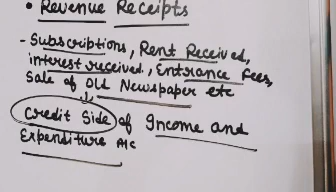 • Revenue Receipts
- Subscriptions, Rent Received,
interest received, Entrance Fees,
Sale of Old Newspaper etc
Credit Side of Income and
Expenditure A/C